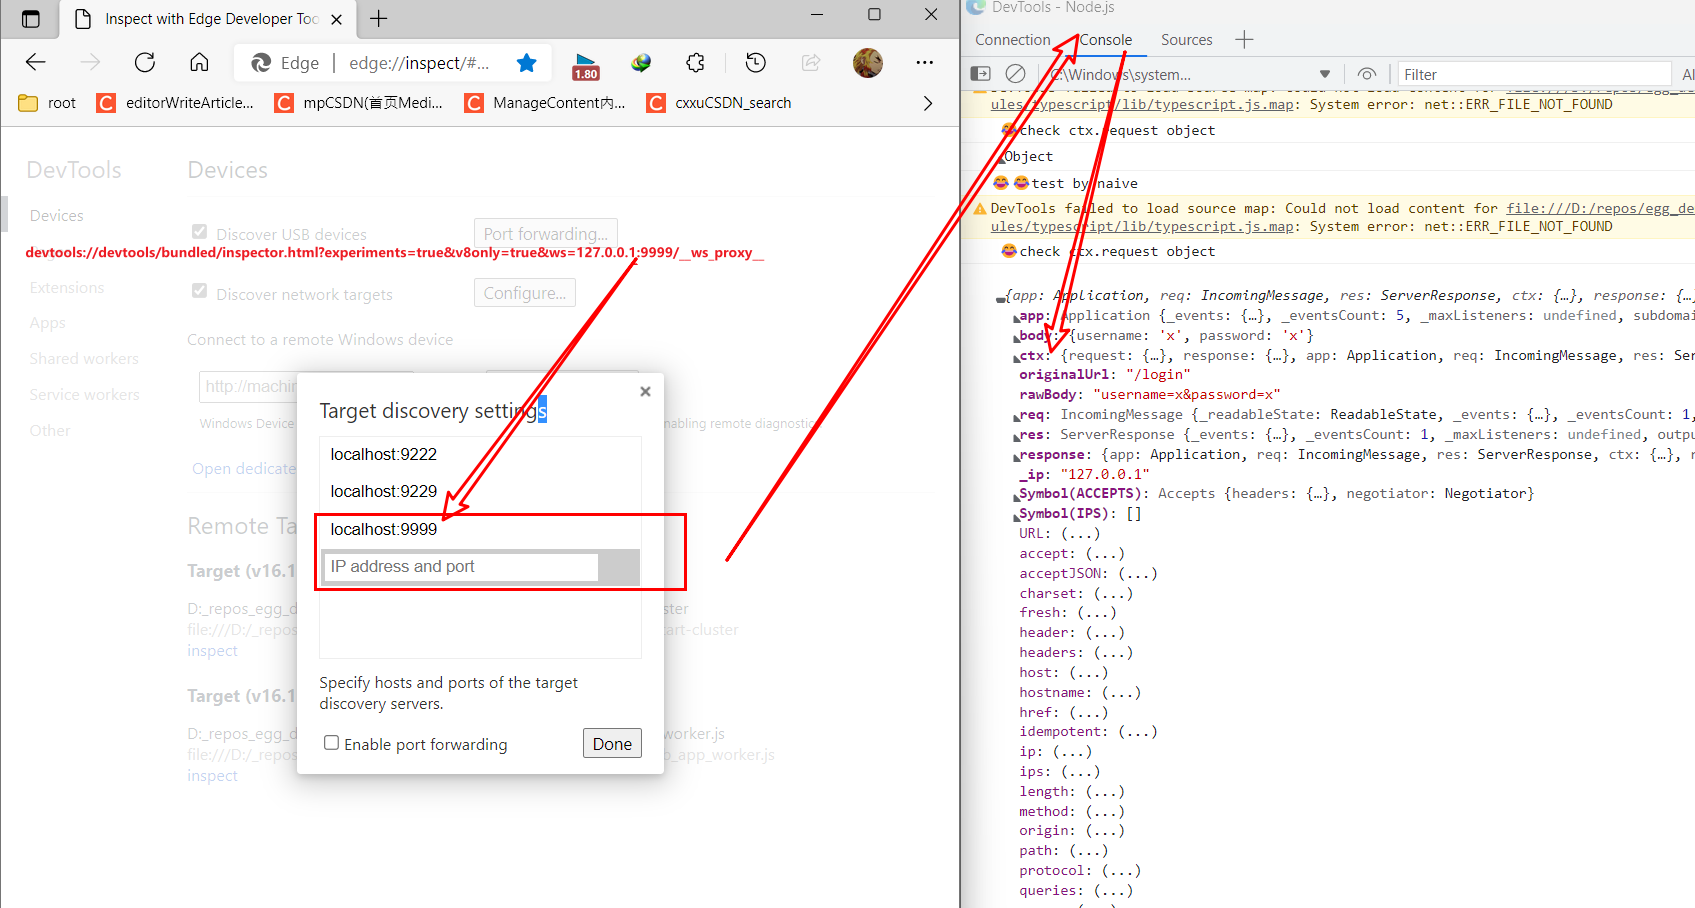 Inspect with Edge Developer Too
Edge
edge://inspect/#...
1.80
root
editorWriteArticle...
mpCSDN(首页Medi...
ManageContent内...
cxxuCSDN_search
DevTools
Devices
Extensions
Apps
Shared workers
Service workers
Other
Devices
Discover USB devices
Port forwarding...
devtools://devtools/bundled/inspector.html?experiments=true&v8only=true&ws=127.0.0.1:9999/__ws_proxy__
Discover network targets
Configure...
Connect to a remote Windows device
http://machin
Windows Device
nabling remote diagnostic
Open dedicate
Remote Ta
Target (v16.1
D:_repos_egg_d
ster
file:///D:/_repos
art-cluster
inspect
Target (v16.1
D:_repos_egg_d
worker.js
file:///D:/_repos
_app_worker.js
inspect
Target discovery settings
localhost:9222
localhost:9229
localhost:9999
IP address and port
Specify hosts and ports of the target
discovery servers.
Enable port forwarding
Done
DevTools - Node.js
Connection
Console
Sources
C:\Windows\system...
Filter
Al
ules/typescript/lib/typescript.js.map: System error: net::ERR_FILE_NOT_FOUND
😂check ctx.request object
Object
😂 😂test by naive
DevTools failed to load source map: Could not load content for file:///D:/repos/egg_de
ules/typescript/lib/typescript.js.map: System error: net::ERR_FILE_NOT_FOUND
😂check ctx.request object
{app: Application, req: IncomingMessage, res: ServerResponse, ctx: {…}, response: {…
app: Application {_events: {…}, _eventsCount: 5, _maxListeners: undefined, subdomai
body: {username: 'x', password: 'x'}
ctx: {request: {…}, response: {…}, app: Application, req: IncomingMessage, res: Ser
originalUrl: "/login"
rawBody: "username=x&password=x"
req: IncomingMessage {_readableState: ReadableState, _events: {…}, _eventsCount: 1,
res: ServerResponse {_events: {…}, _eventsCount: 1, _maxListeners: undefined, outpu
response: {app: Application, req: IncomingMessage, res: ServerResponse, ctx: {…}, r
_ip: "127.0.0.1"
Symbol(ACCEPTS): Accepts {headers: {…}, negotiator: Negotiator}
Symbol(IPS): []
URL: (...)
accept: (...)
acceptJSON: (...)
charset: (...)
fresh: (...)
header: (...)
headers: (...)
host: (...)
hostname: (...)
href: (...)
idempotent: (...)
ip: (...)
ips: (...)
length: (...)
method: (...)
origin: (...)
path: (...)
protocol: (...)
queries: (...)